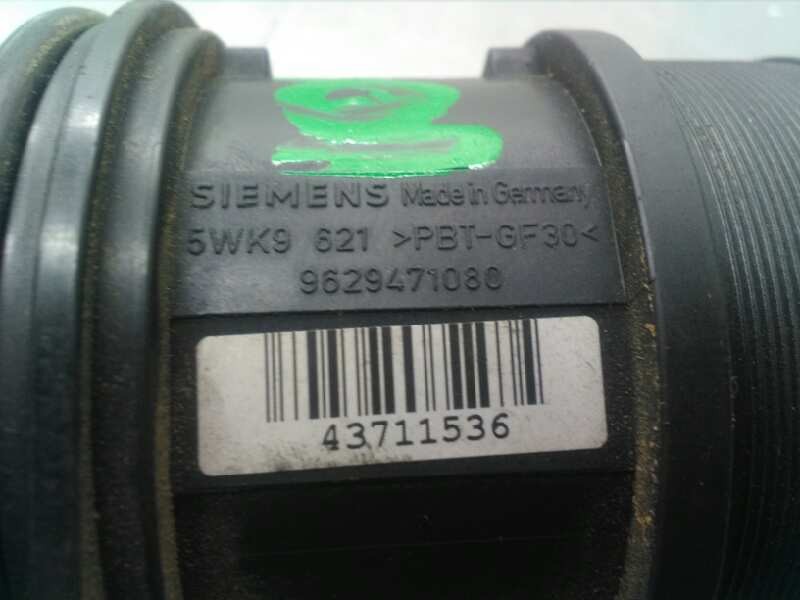 SIEMENS Made in Germany
5WK9 621 >PBT-GF30<
9629471080
43711536